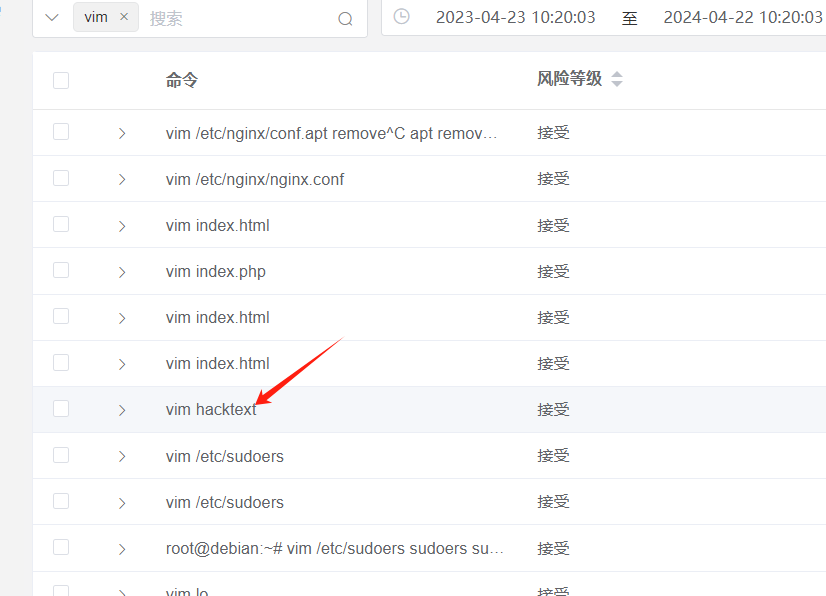 vim × 搜索 2023-04-23 10:20:03 至 2024-04-22 10:20:03
命令 风险等级
vim /etc/nginx/conf.apt remove^C apt remov… 接受
vim /etc/nginx/nginx.conf 接受
vim index.html 接受
vim index.php 接受
vim index.html 接受
vim index.html 接受
vim hacktext 接受
vim /etc/sudoers 接受
vim /etc/sudoers 接受
root@debian:~# vim /etc/sudoers sudoers su… 接受
vim lo 接受